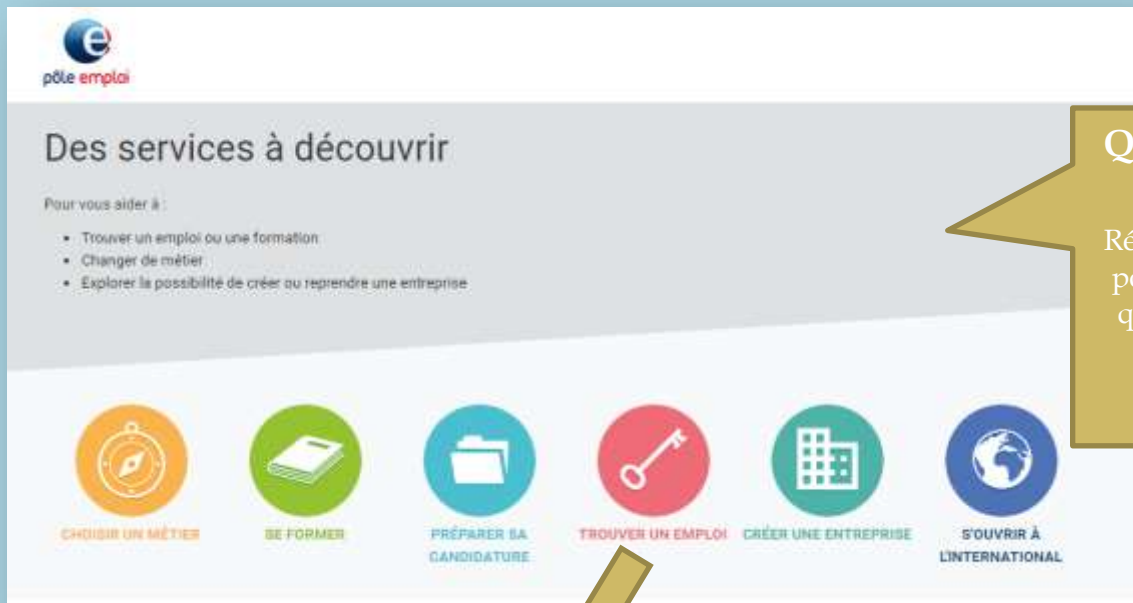 pôle emploi
Des services à découvrir
Pour vous aider à :
• Trouver un emploi ou une formation
• Changer de métier
• Explorer la possibilité de créer ou reprendre une entreprise
CHOISIR UN MÉTIER
SE FORMER
PRÉPARER SA
CANDIDATURE
TROUVER UN EMPLOI
CRÉER UNE ENTREPRISE
S'OUVRIR À
L'INTERNATIONAL